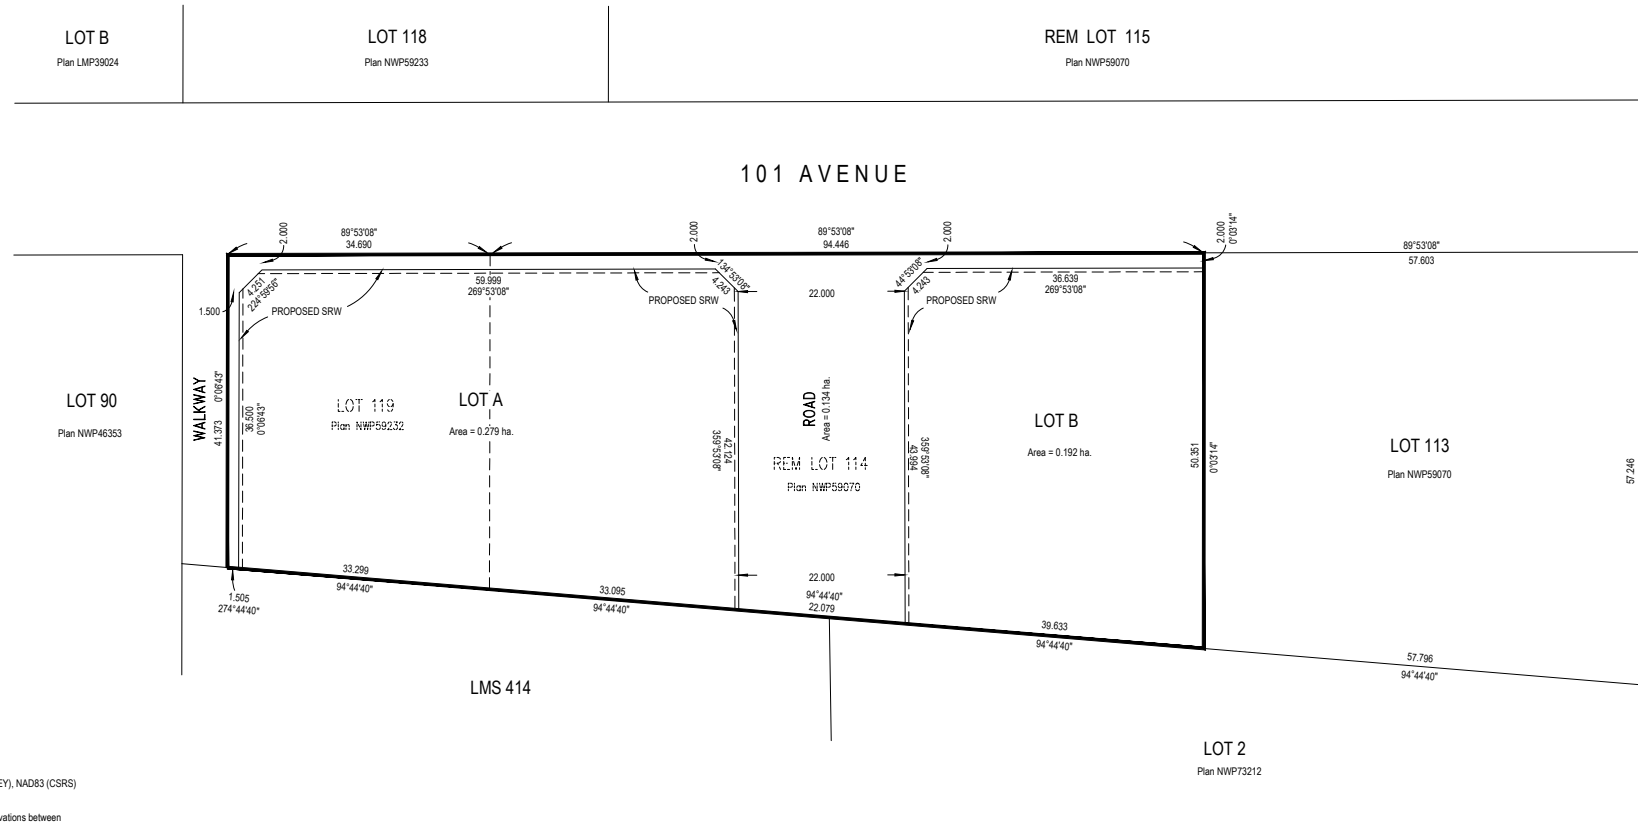 LOT B
Plan LMP39024
LOT 118
Plan NWP59233
REM LOT 115
Plan NWP59070
101 AVENUE
2.000
89°53'08"
34.690
2.000
89°53'08"
94.446
2.000
2.000
0°03'14"
89°53'08"
57.603
4.251
224°59'56"
1.500
PROPOSED SRW
59.999
269°53'08"
PROPOSED SRW
134°53'08"
4.243
22.000
44°53'08"
4.243
PROPOSED SRW
36.639
269°53'08"
LOT 90
Plan NWP46353
WALKWAY
41.373
0°06'43"
36.500
0°06'43"
LOT 119
Plan NWP59232
LOT A
Area = 0.279 ha.
42.124
359°53'08"
ROAD
Area = 0.134 ha.
REM LOT 114
Plan NWP59070
43.994
359°53'08"
LOT B
Area = 0.192 ha.
50.351
0°03'14"
LOT 113
Plan NWP59070
57.246
1.505
274°44'40"
33.299
94°44'40"
33.095
94°44'40"
22.000
94°44'40"
22.079
39.633
94°44'40"
57.796
94°44'40"
LMS 414
LOT 2
Plan NWP73212
EY), NAD83 (CSRS)
vations between